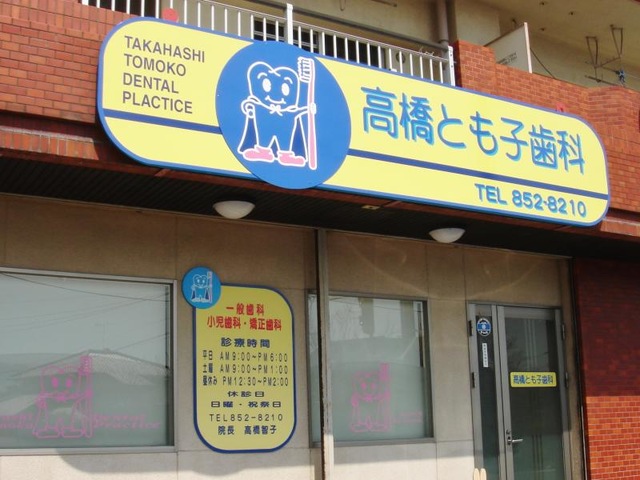 TAKAHASHI
TOMOKO
DENTAL
PLACTICE
高橋とも子歯科
TEL 852-8210
一般歯科
小児歯科・矯正歯科
診療時間
平日 AM9:00~PM6:00
土曜 AM9:00~PM1:00
昼休み PM12:30~PM2:00
休診日
日曜・祝祭日
TEL852-8210
院長 高橋智子
高橋とも子歯科